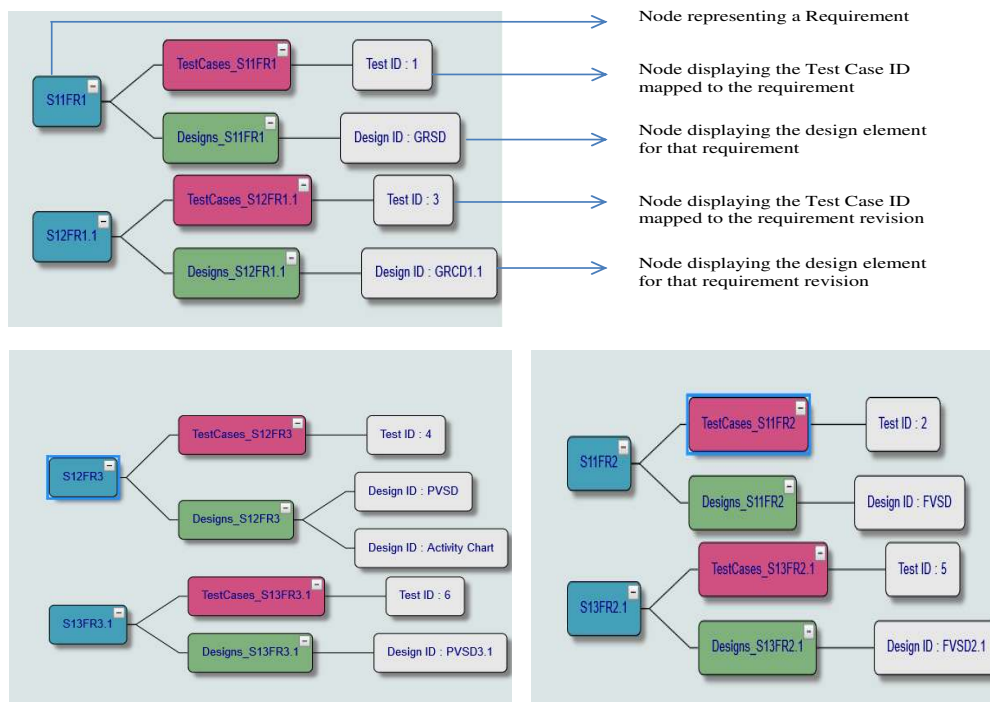 Node representing a Requirement
TestCases_S11FR1
Test ID : 1
Node displaying the Test Case ID
mapped to the requirement
S11FR1
Designs_S11FR1
Design ID : GRSD
Node displaying the design element
for that requirement
TestCases_S12FR1.1
Test ID : 3
Node displaying the Test Case ID
mapped to the requirement revision
S12FR1.1
Designs_S12FR1.1
Design ID : GRCD1.1
Node displaying the design element
for that requirement revision
TestCases_S12FR3
Test ID : 4
S12FR3
Design ID : PVSD
Designs_S12FR3
Design ID : Activity Chart
TestCases_S13FR3.1
Test ID : 6
S13FR3.1
Designs_S13FR3.1
Design ID : PVSD3.1
TestCases_S11FR2
Test ID : 2
S11FR2
Designs_S11FR2
Design ID : FVSD
TestCases_S13FR2.1
Test ID : 5
S13FR2.1
Designs_S13FR2.1
Design ID : FVSD2.1